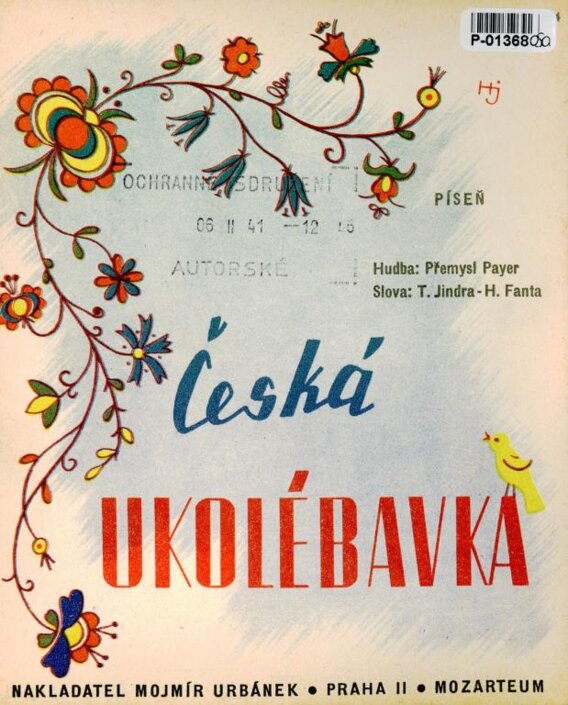 P-01368
Hj
OCHRANNÉ SDRUŽENÍ
06 II 41 —12
AUTORSKÉ
PÍSEŇ
Hudba: Přemysl Payer
Slova: T. Jindra - H. Fanta
Česká
UKOLÉBAVKA
NAKLADATEL MOJMÍR URBÁNEK • PRAHA II • MOZARTEUM